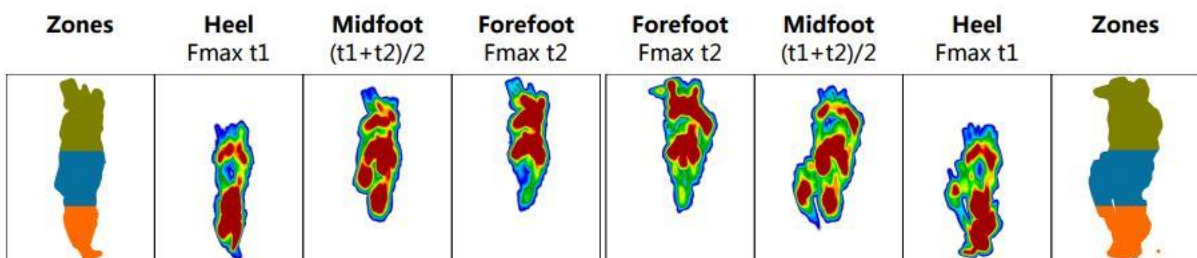 Zones Heel Midfoot Forefoot Forefoot Midfoot Heel Zones
Fmax t1 (t1+t2)/2 Fmax t2 Fmax t2 (t1+t2)/2 Fmax t1